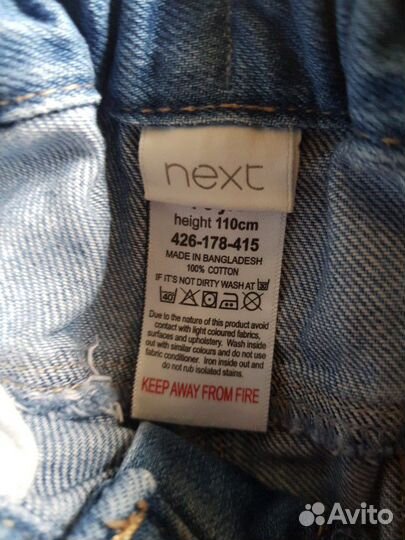 next
height 110cm
426-178-415
MADE IN BANGLADESH
100% COTTON
IF IT'S NOT DIRTY WASH AT 30
40
Due to the nature of this product avoid
contact with light coloured fabrics,
surfaces and upholstery. Wash inside
out with similar colours and do not use
fabric conditioner. Iron inside out and
do not rub isolated stains.
KEEP AWAY FROM FIRE
Avito